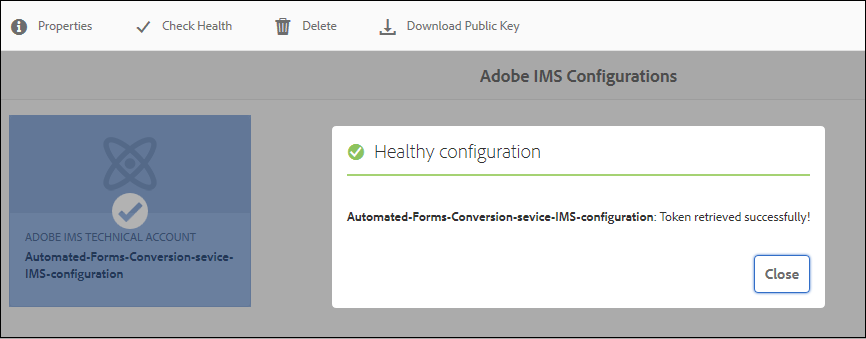 Properties
Check Health
Delete
Download Public Key
Adobe IMS Configurations
ADOBE IMS TECHNICAL ACCOUNT
Automated-Forms-Conversion-sevice-
IMS-configuration
Healthy configuration
Automated-Forms-Conversion-sevice-IMS-configuration: Token retrieved successfully!
Close